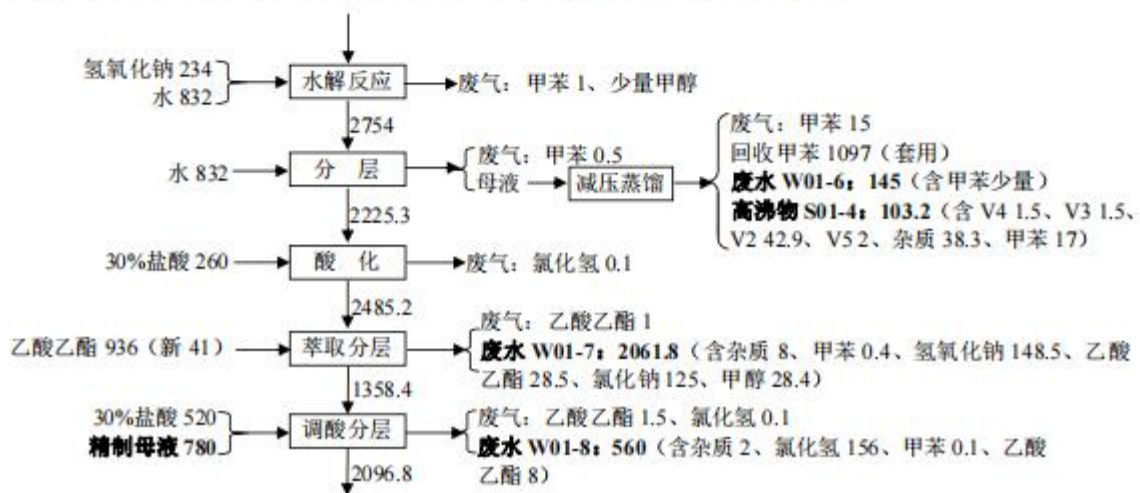 氢氧化钠 234
水 832
水解反应
废气：甲苯 1、少量甲醇
2754
水 832
分 层
废气：甲苯 0.5
母液
减压蒸馏
废气：甲苯 15
回收甲苯 1097（套用）
废水 W01-6：145（含甲苯少量）
高沸物 S01-4：103.2（含 V4 1.5、V3 1.5、
V2 42.9、V5 2、杂质 38.3、甲苯 17）
2225.3
30%盐酸 260
酸 化
废气：氯化氢 0.1
2485.2
乙酸乙酯 936（新 41）
萃取分层
废气：乙酸乙酯 1
废水 W01-7：2061.8（含杂质 8、甲苯 0.4、氢氧化钠 148.5、乙酸
乙酯 28.5、氯化钠 125、甲醇 28.4）
1358.4
30%盐酸 520
精制母液 780
调酸分层
废气：乙酸乙酯 1.5、氯化氢 0.1
废水 W01-8：560（含杂质 2、氯化氢 156、甲苯 0.1、乙酸
乙酯 8）
2096.8